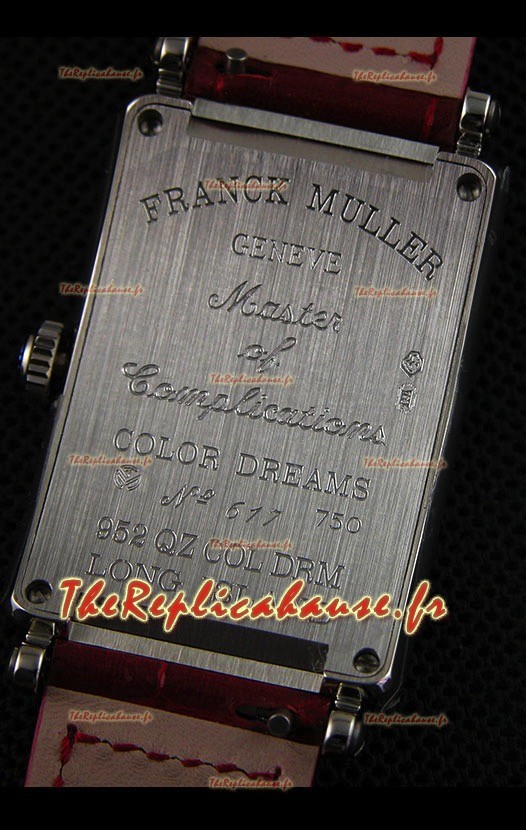 TheReplicahause.fr
FRANCK MULLER
GENEVE
Master
of
Complications
COLOR DREAMS
Nº 617 750
952 QZ COL DRM
LONG
TheReplicahause.fr